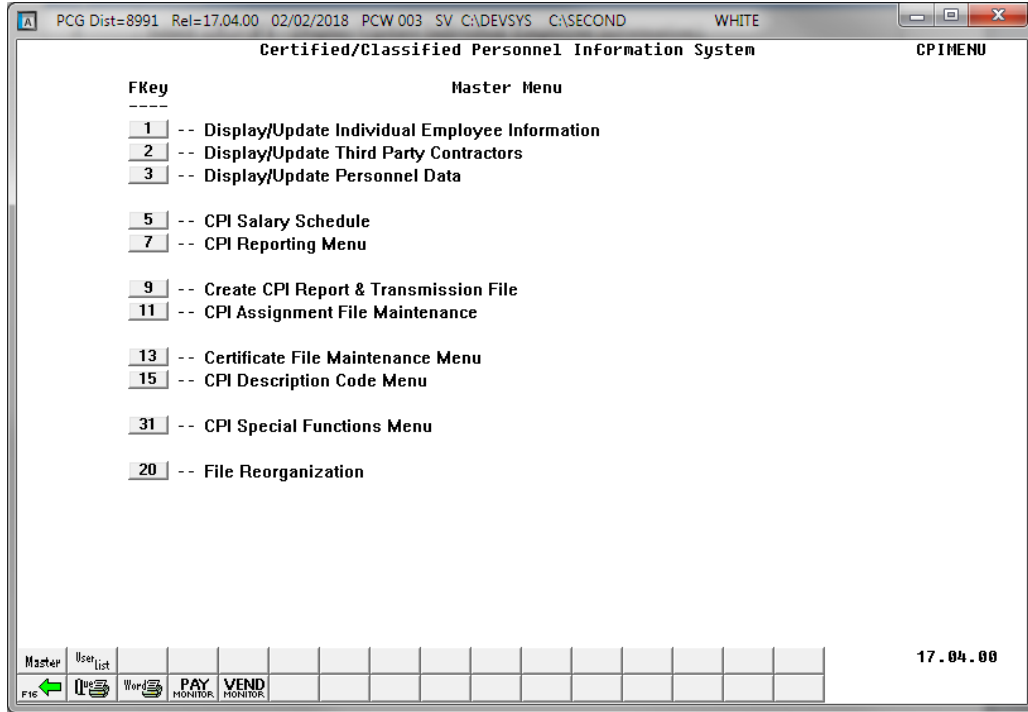 PCG Dist=8991 Rel=17.04.00 02/02/2018 PCW 003 SV C:\DEVSYS C:\SECOND WHITE
Certified/Classified Personnel Information System CPIMENU
FKey Master Menu
----
1 -- Display/Update Individual Employee Information
2 -- Display/Update Third Party Contractors
3 -- Display/Update Personnel Data
5 -- CPI Salary Schedule
7 -- CPI Reporting Menu
9 -- Create CPI Report & Transmission File
11 -- CPI Assignment File Maintenance
13 -- Certificate File Maintenance Menu
15 -- CPI Description Code Menu
31 -- CPI Special Functions Menu
20 -- File Reorganization
Master User List 17.04.00
F16 Que Word PAY MONITOR VEND MONITOR